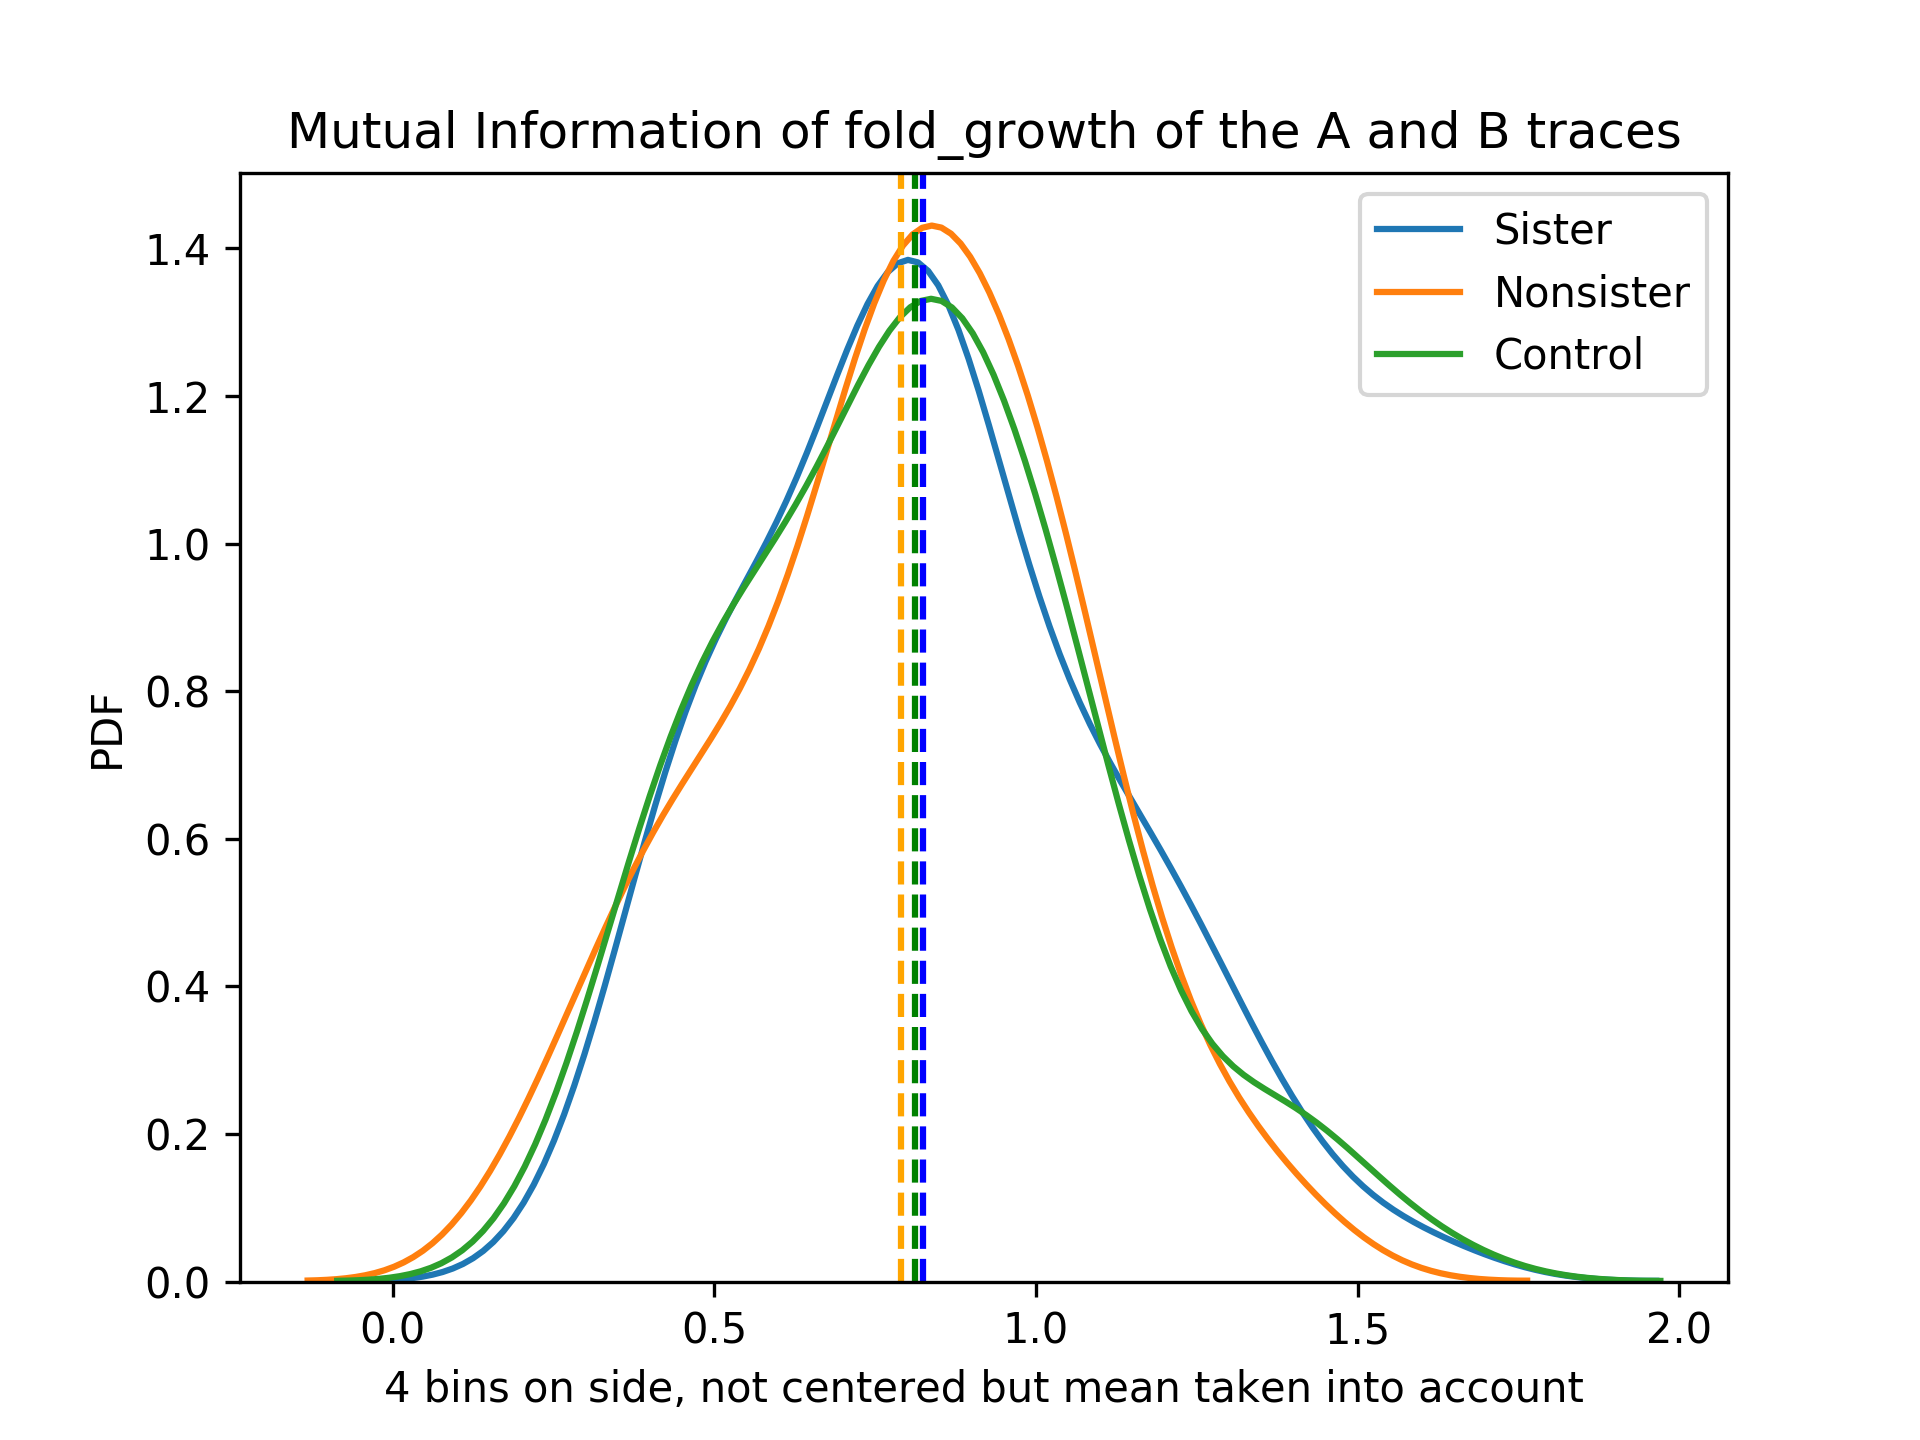 Mutual Information of fold_growth of the A and B traces
Sister
Nonsister
Control
PDF
1.4
1.2
1.0
0.8
0.6
0.4
0.2
0.0
0.0 0.5 1.0 1.5 2.0
4 bins on side, not centered but mean taken into account